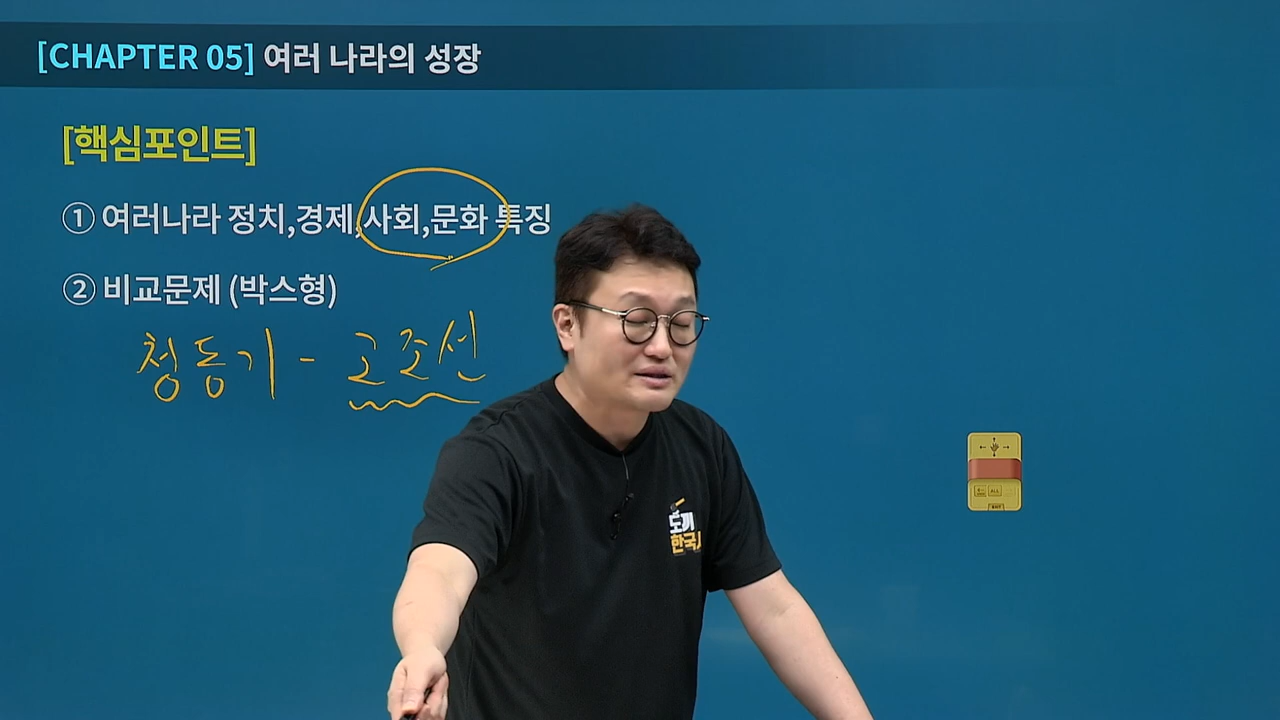 [CHAPTER 05] 여러 나라의 성장
[핵심포인트]
① 여러나라 정치,경제,사회,문화 특징
② 비교문제 (박스형)
청동기 - 고조선
도끼
한국사